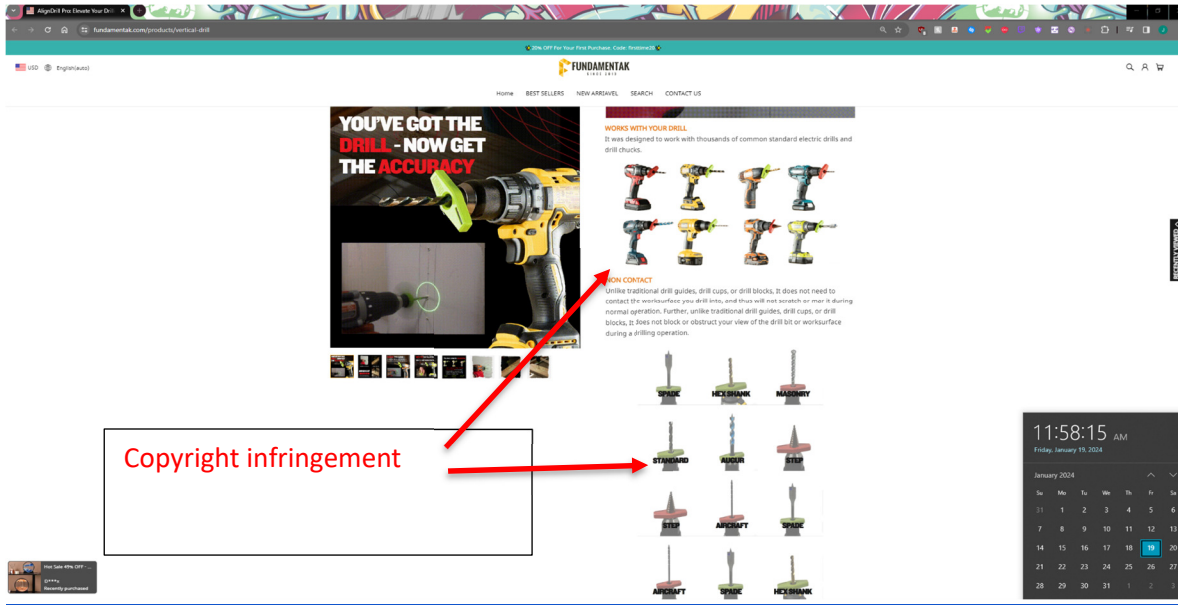 AlignDrill Pro: Elevate Your Dril
fundamentak.com/products/vertical-drill
20% OFF For Your First Purchase. Code: firsttime20
USD English(auto)
FUNDAMENTAK
SINCE 2015
Home BEST SELLERS NEW ARRIAVEL SEARCH CONTACT US
YOU'VE GOT THE
DRILL - NOW GET
THE ACCURACY
WORKS WITH YOUR DRILL
It was designed to work with thousands of common standard electric drills and
drill chucks.
NON CONTACT
Unlike traditional drill guides, drill cups, or drill blocks, It does not need to
contact the worksurface you drill into, and thus will not scratch or mar it during
normal operation. Further, unlike traditional drill guides, drill cups, or drill
blocks, It does not block or obstruct your view of the drill bit or worksurface
during a drilling operation.
SPADE HEX SHANK MASONRY
STANDARD AUGUR STEP
STEP AIRCRAFT SPADE
AIRCRAFT SPADE HEX SHANK
Copyright infringement
Hot Sale 49% OFF - ...
Recently purchased
11:58:15 AM
Friday, January 19, 2024
January 2024
Su Mo Tu We Th Fr Sa
31 1 2 3 4 5 6
7 8 9 10 11 12 13
14 15 16 17 18 19 20
21 22 23 24 25 26 27
28 29 30 31 1 2 3